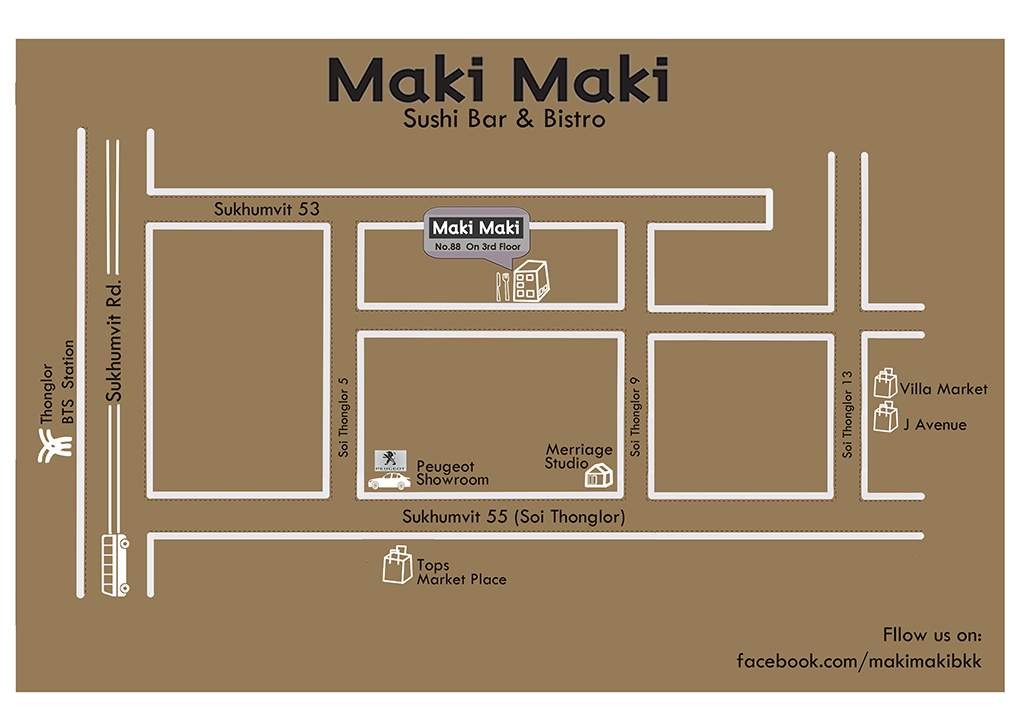 Maki Maki
Sushi Bar & Bistro
Sukhumvit 53
Maki Maki
No.88 On 3rd Floor
Sukhumvit Rd.
Thonglor
BTS Station
Soi Thonglor 5
Soi Thonglor 9
Soi Thonglor 13
Villa Market
J Avenue
PEUGEOT
Peugeot
Showroom
Merriage
Studio
Sukhumvit 55 (Soi Thonglor)
Tops
Market Place
Fllow us on:
facebook.com/makimakibkk